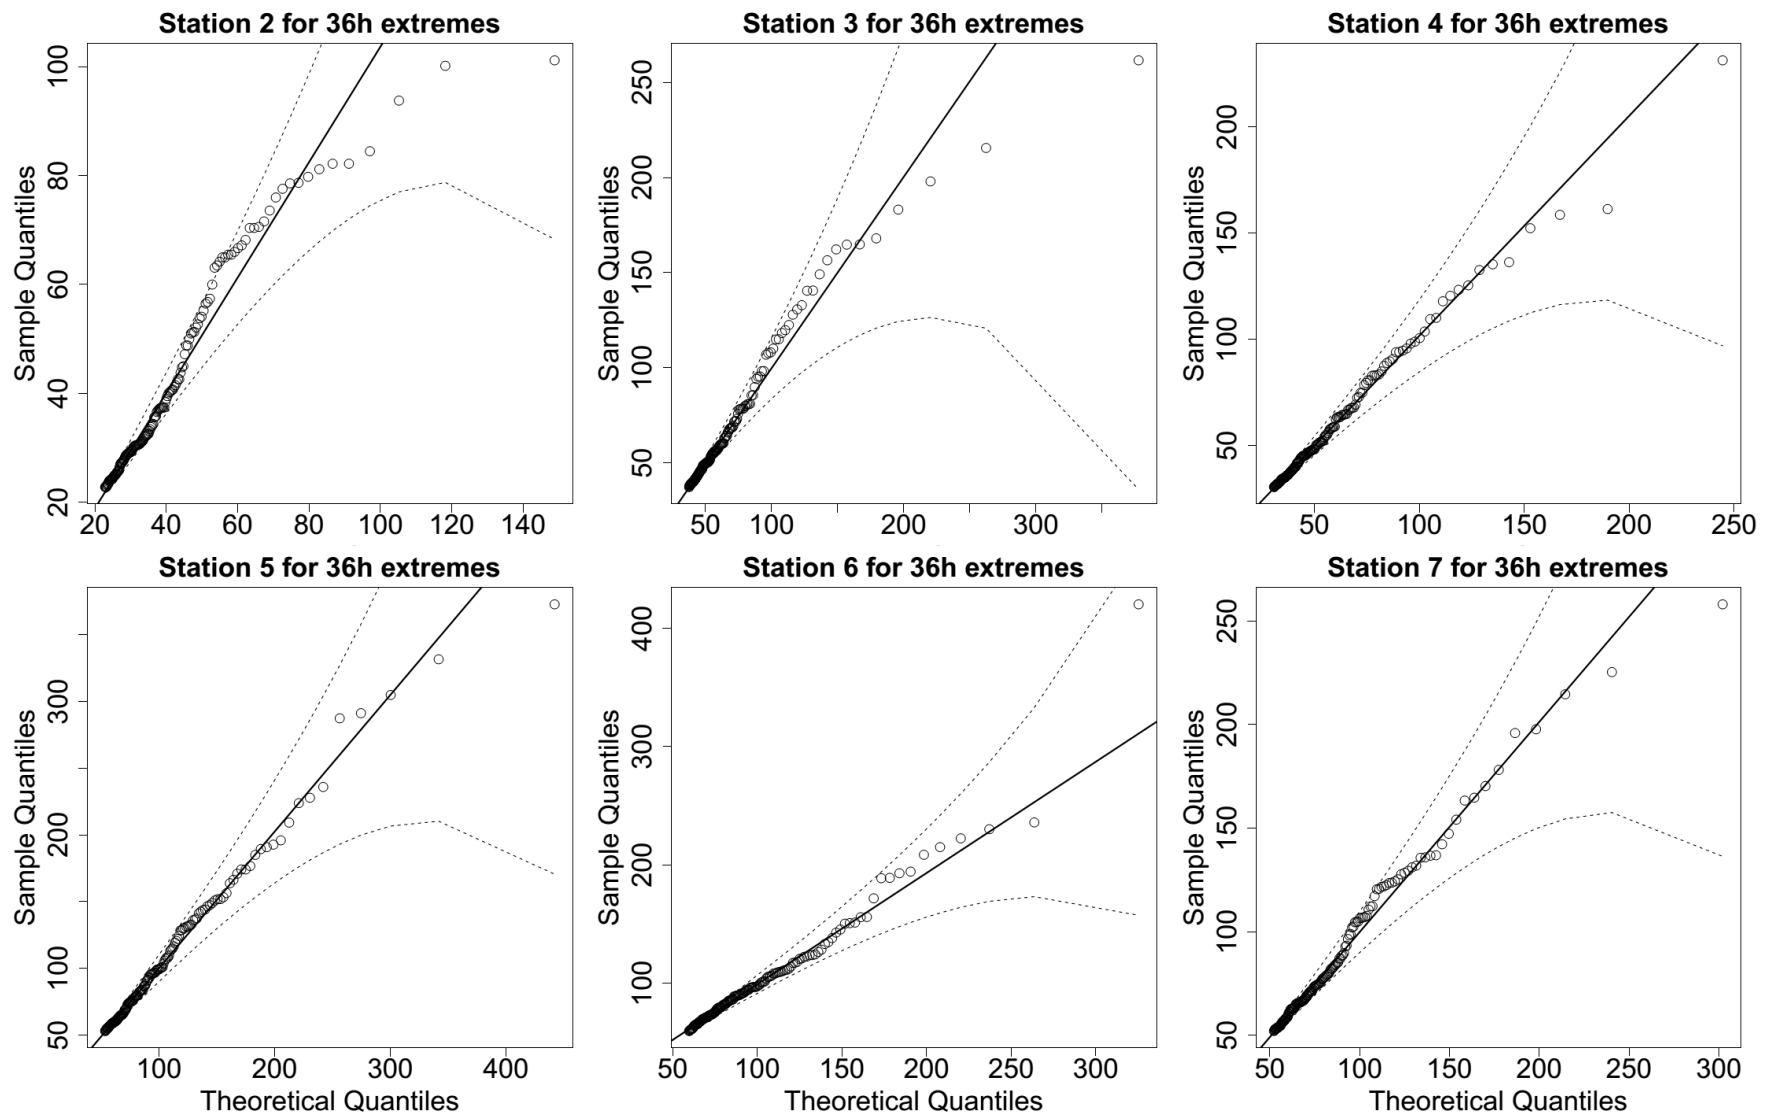 Station 2 for 36h extremes
Sample Quantiles
100
80
60
40
20
20 40 60 80 100 120 140
Station 3 for 36h extremes
Sample Quantiles
250
200
150
100
50
50 100 200 300
Station 4 for 36h extremes
Sample Quantiles
200
150
100
50
50 100 150 200 250
Station 5 for 36h extremes
Sample Quantiles
300
200
100
50
100 200 300 400
Theoretical Quantiles
Station 6 for 36h extremes
Sample Quantiles
400
300
200
100
50 100 150 200 250 300
Theoretical Quantiles
Station 7 for 36h extremes
Sample Quantiles
250
200
150
100
50
50 100 150 200 250 300
Theoretical Quantiles